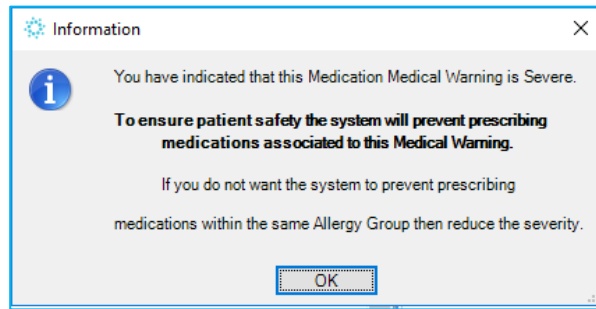 Information
You have indicated that this Medication Medical Warning is Severe.
To ensure patient safety the system will prevent prescribing
medications associated to this Medical Warning.
If you do not want the system to prevent prescribing
medications within the same Allergy Group then reduce the severity.
OK